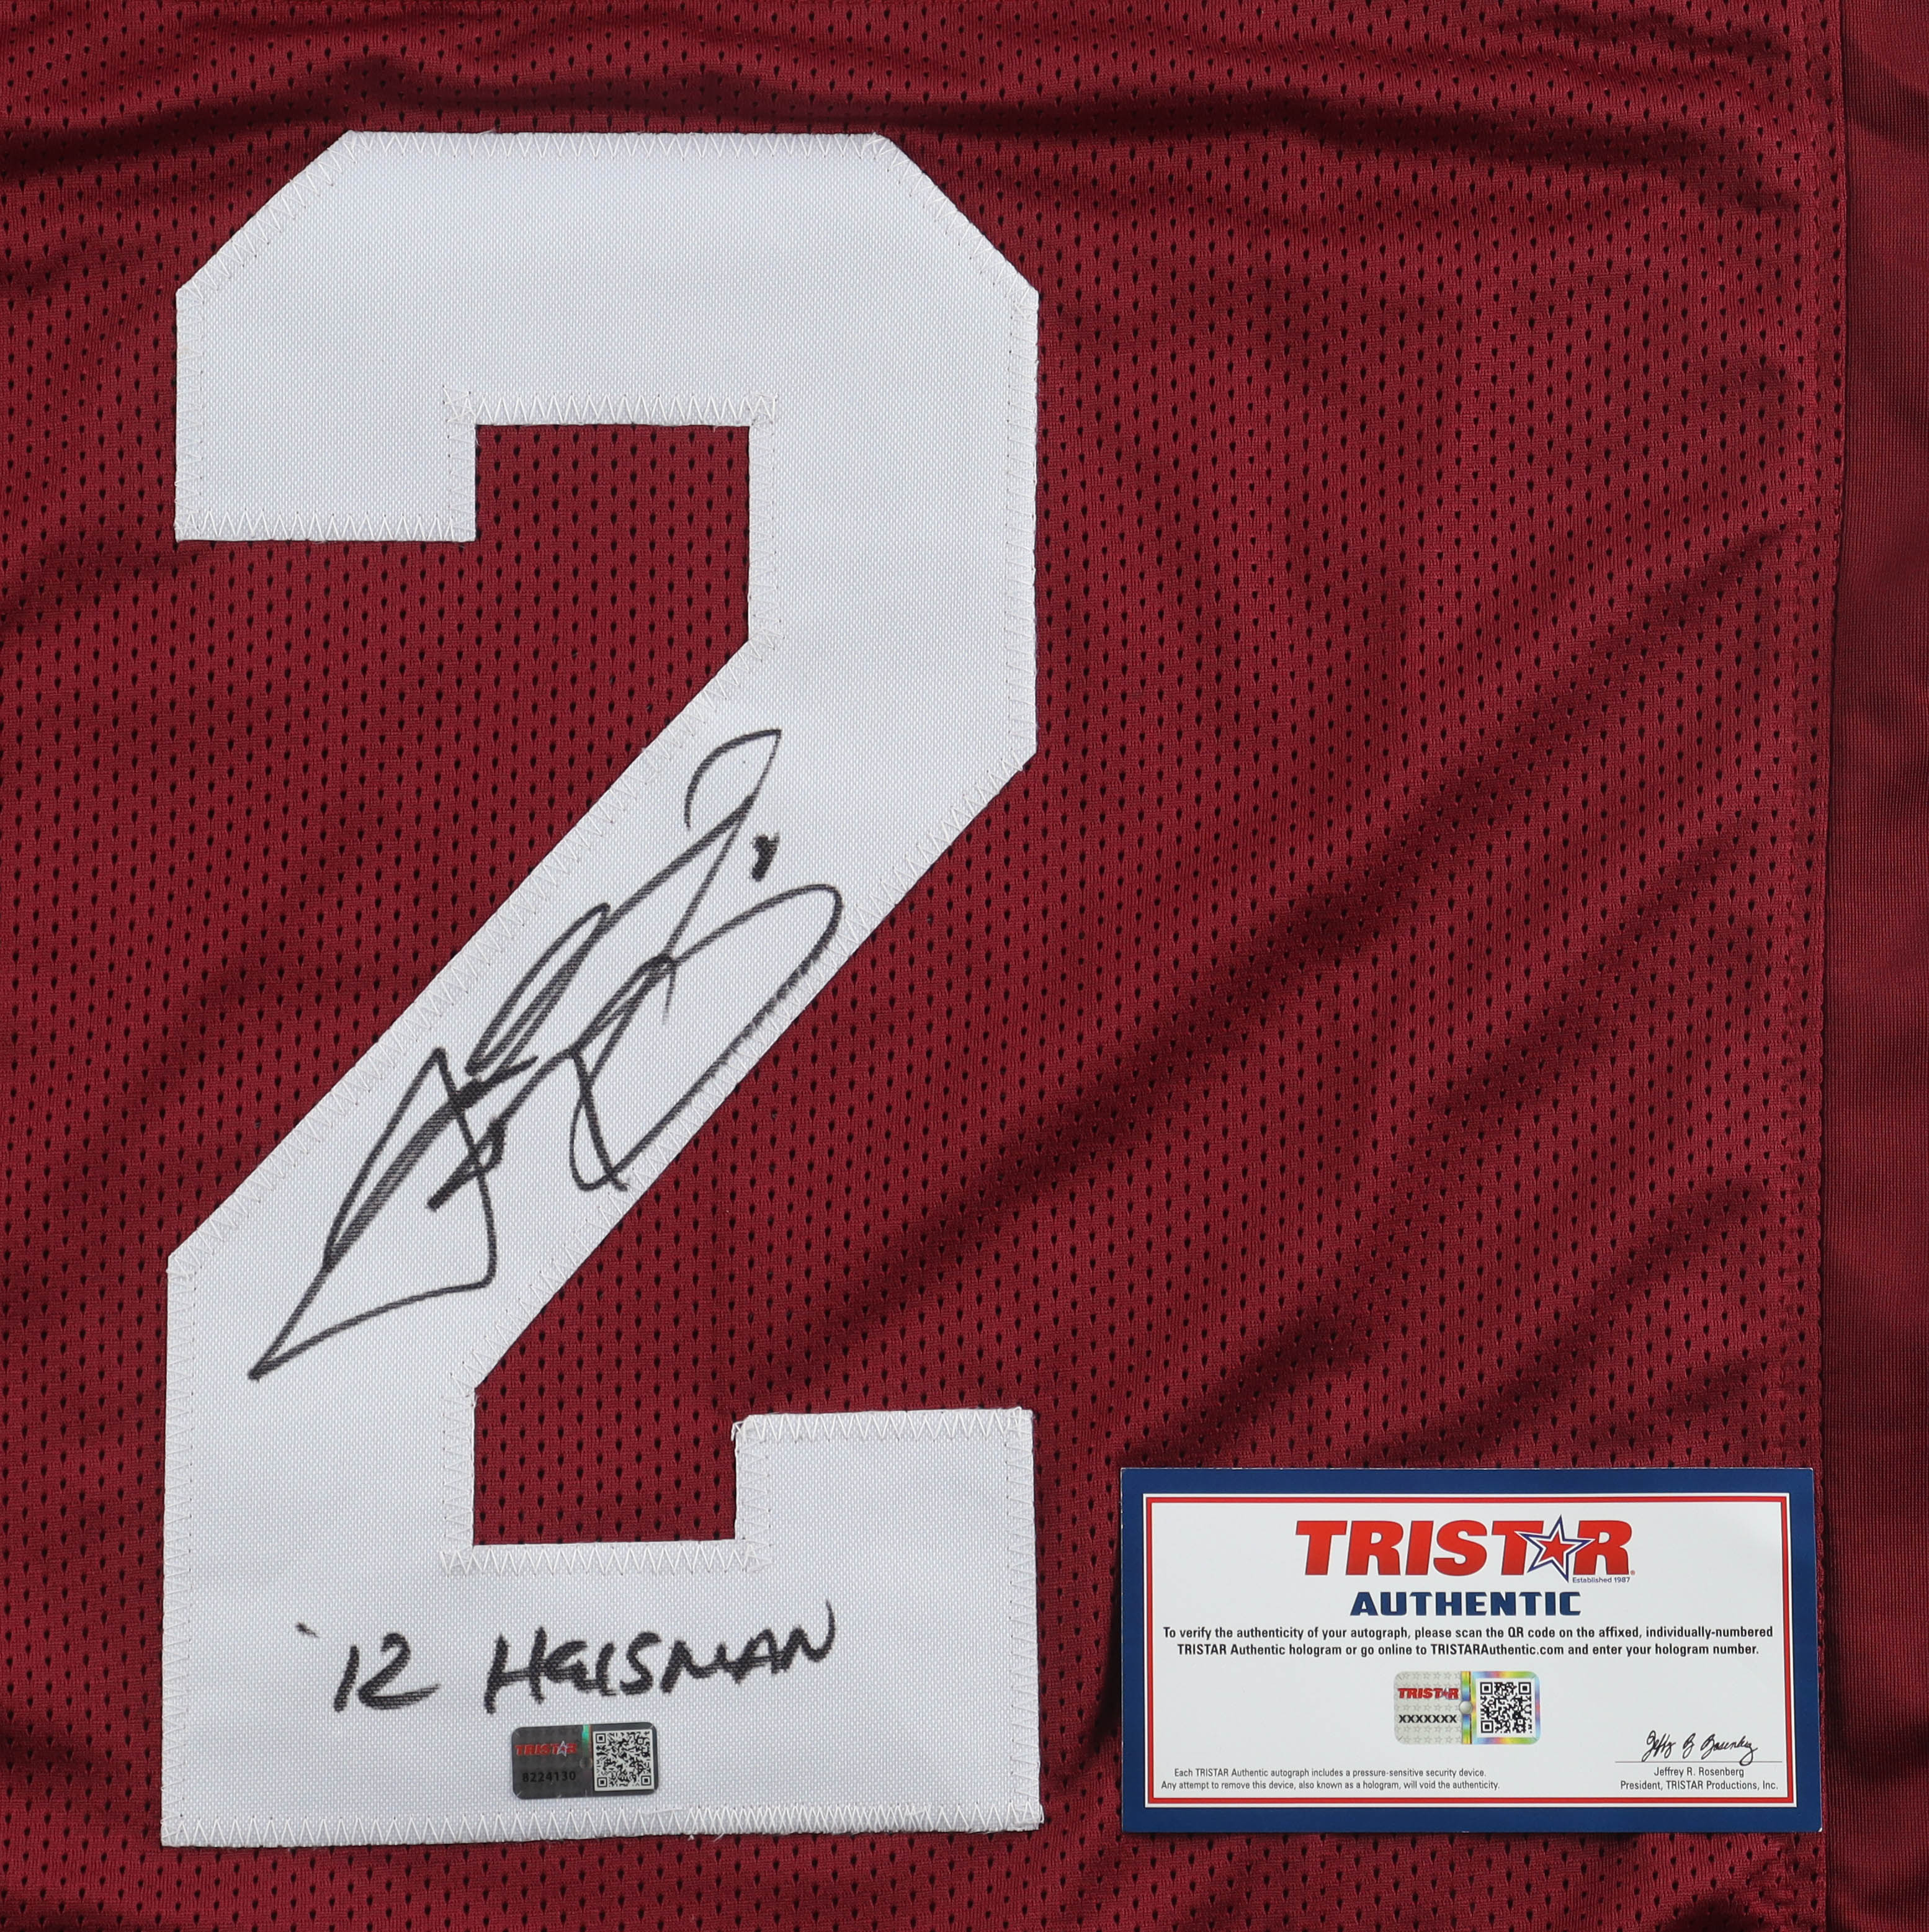 2
'12 HeISMAN
TRISTAR
8224130
TRISTAR
Established 1987
AUTHENTIC
To verify the authenticity of your autograph, please scan the QR code on the affixed, individually-numbered
TRISTAR Authentic hologram or go online to TRISTARAuthentic.com and enter your hologram number.
TRISTAR
XXXXXXX
Each TRISTAR Authentic autograph includes a pressure-sensitive security device.
Any attempt to remove this device, also known as a hologram, will void the authenticity.
Jeffrey R. Rosenberg
President, TRISTAR Productions, Inc.